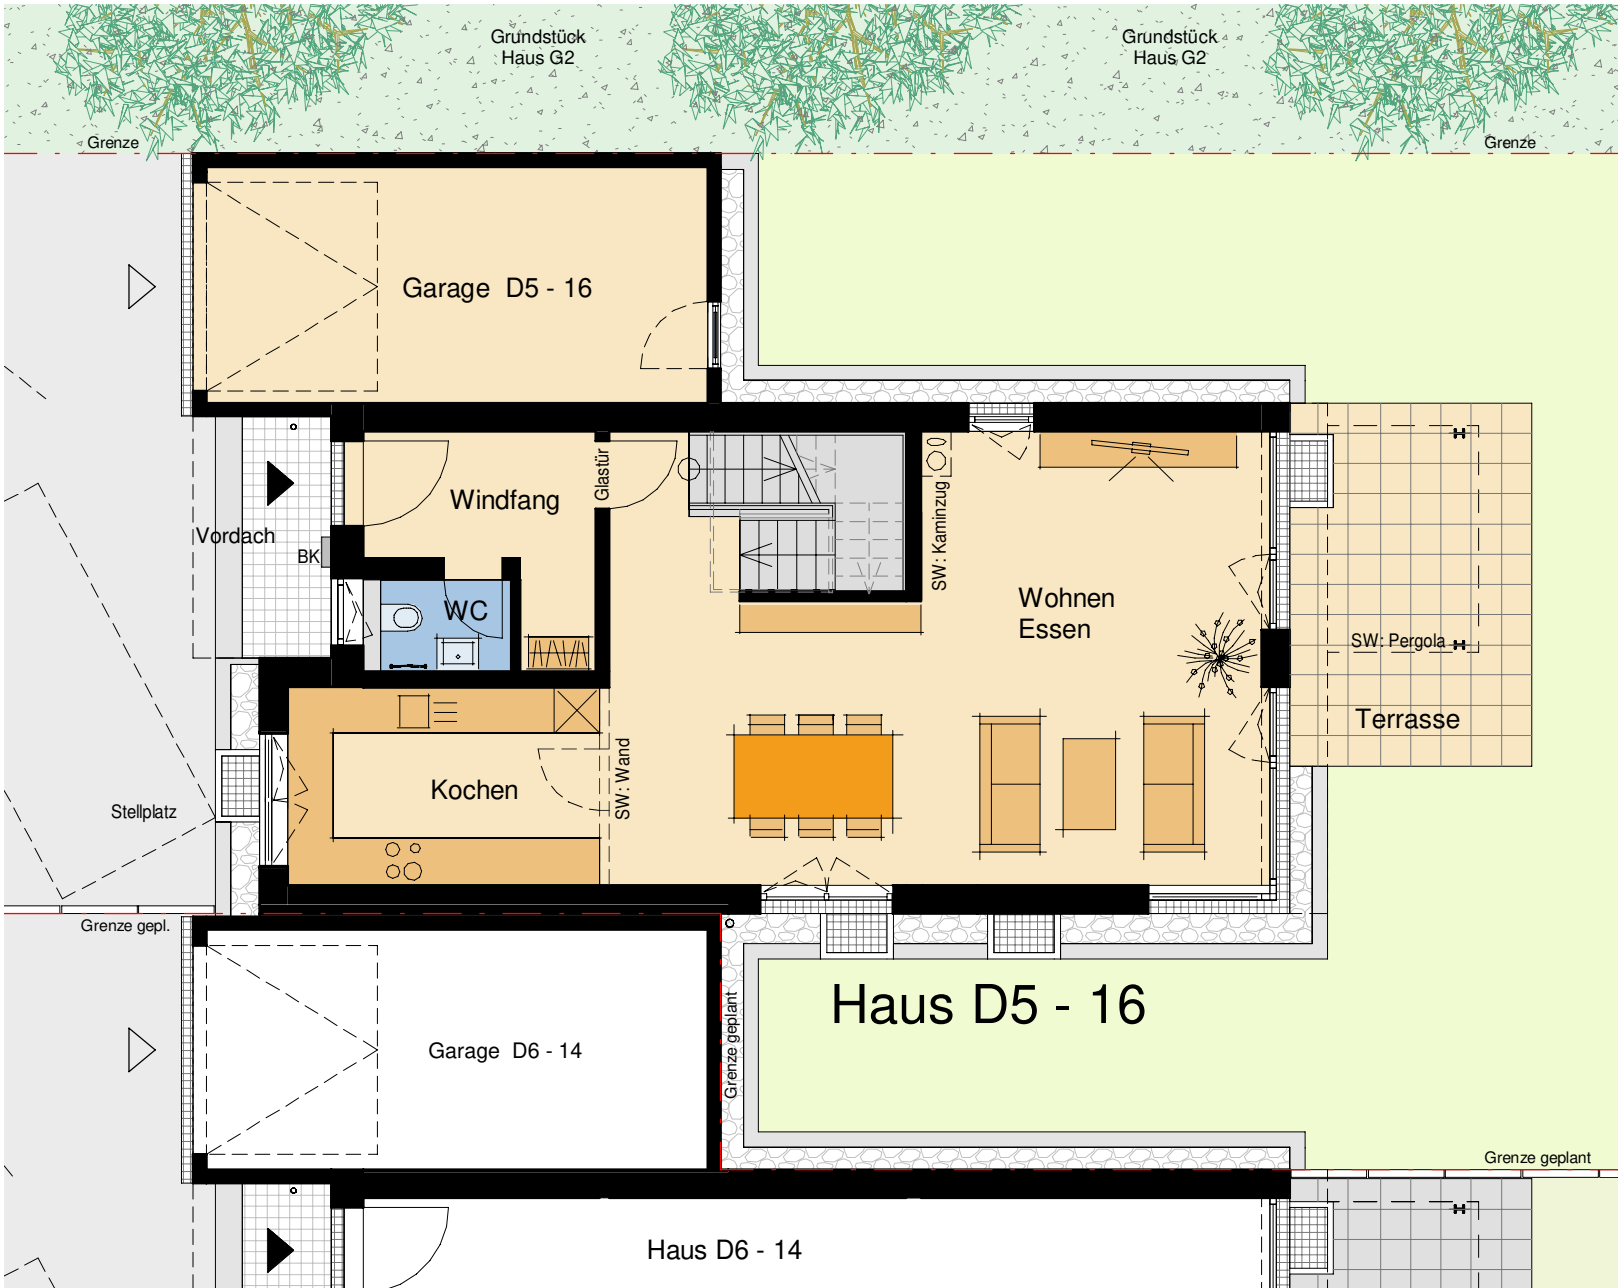 Grundstück
Haus G2
Grundstück
Haus G2
Grenze
Grenze
Garage D5 - 16
Glastür
Windfang
Vordach
BK
SW: Kaminzug
WC
Wohnen
Essen
SW: Pergola
Terrasse
Kochen
SW: Wand
Stellplatz
Grenze gepl.
Haus D5 - 16
Grenze geplant
Garage D6 - 14
Grenze geplant
Haus D6 - 14